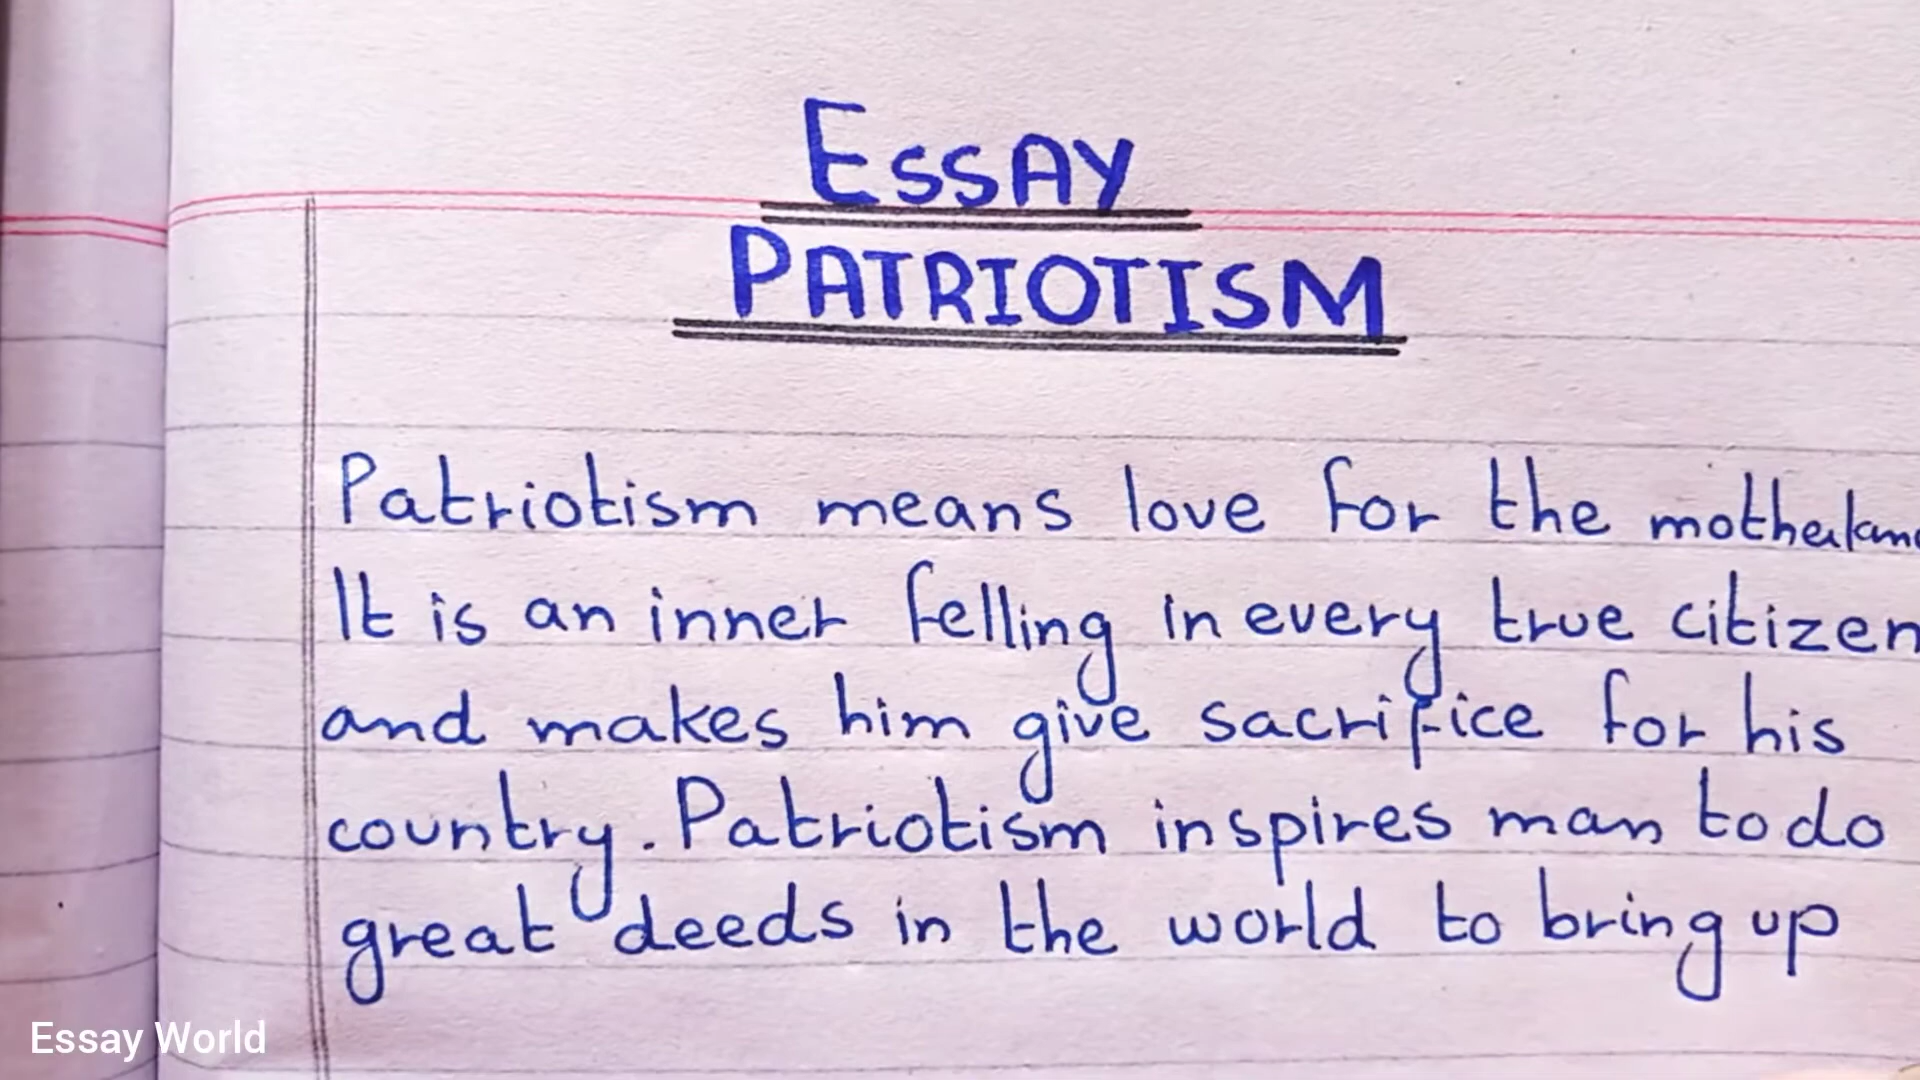 ESSAY
PATRIOTISM
Patriotism means love for the
It is an inner felling in every true citizen
and makes him give sacrifice for his
country. Patriotism inspires man to do
great deeds in the world to bring up
Essay World